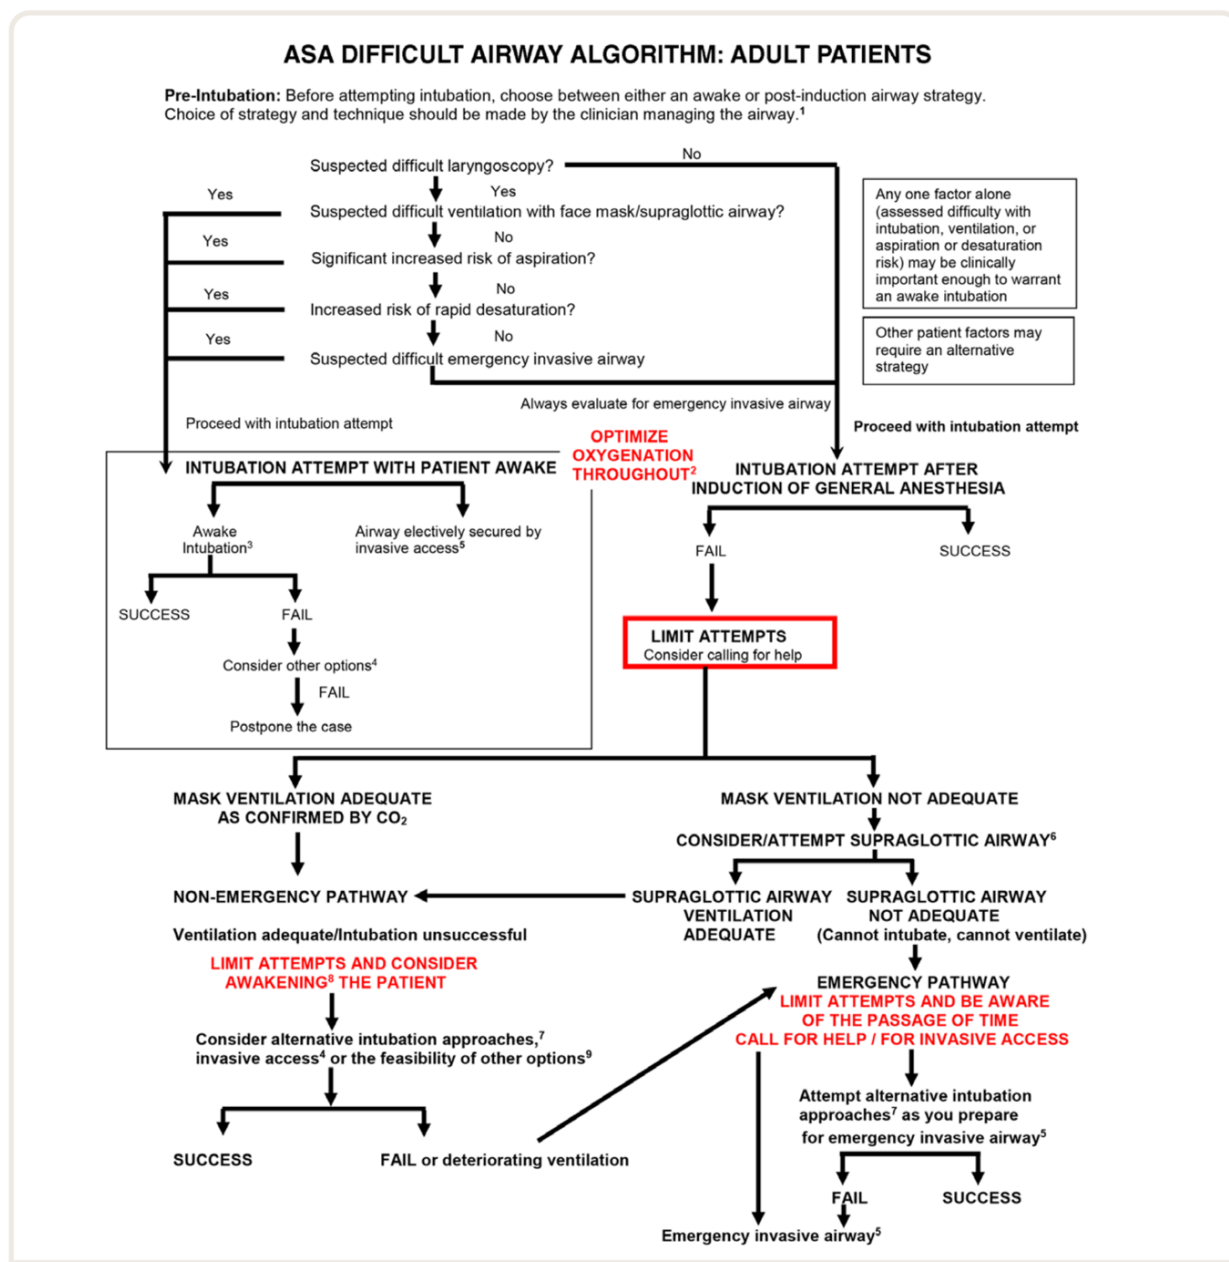 ASA DIFFICULT AIRWAY ALGORITHM: ADULT PATIENTS
Pre-Intubation: Before attempting intubation, choose between either an awake or post-induction airway strategy.
Choice of strategy and technique should be made by the clinician managing the airway.¹
Suspected difficult laryngoscopy?
No
Yes
Yes
Suspected difficult ventilation with face mask/supraglottic airway?
No
Yes
Significant increased risk of aspiration?
No
Yes
Increased risk of rapid desaturation?
No
Yes
Suspected difficult emergency invasive airway
Any one factor alone
(assessed difficulty with
intubation, ventilation, or
aspiration or desaturation
risk) may be clinically
important enough to warrant
an awake intubation
Other patient factors may
require an alternative
strategy
Always evaluate for emergency invasive airway
Proceed with intubation attempt
Proceed with intubation attempt
OPTIMIZE
OXYGENATION
THROUGHOUT²
INTUBATION ATTEMPT WITH PATIENT AWAKE
Awake
Intubation³
Airway electively secured by
invasive access⁵
SUCCESS
FAIL
Consider other options⁴
FAIL
Postpone the case
INTUBATION ATTEMPT AFTER
INDUCTION OF GENERAL ANESTHESIA
FAIL
SUCCESS
LIMIT ATTEMPTS
Consider calling for help
MASK VENTILATION ADEQUATE
AS CONFIRMED BY CO₂
MASK VENTILATION NOT ADEQUATE
CONSIDER/ATTEMPT SUPRAGLOTTIC AIRWAY⁶
NON-EMERGENCY PATHWAY
SUPRAGLOTTIC AIRWAY
VENTILATION
ADEQUATE
SUPRAGLOTTIC AIRWAY
NOT ADEQUATE
(Cannot intubate, cannot ventilate)
Ventilation adequate/Intubation unsuccessful
LIMIT ATTEMPTS AND CONSIDER
AWAKENING⁸ THE PATIENT
Consider alternative intubation approaches,⁷
invasive access⁴ or the feasibility of other options⁹
SUCCESS
FAIL or deteriorating ventilation
EMERGENCY PATHWAY
LIMIT ATTEMPTS AND BE AWARE
OF THE PASSAGE OF TIME
CALL FOR HELP / FOR INVASIVE ACCESS
Attempt alternative intubation
approaches⁷ as you prepare
for emergency invasive airway⁵
FAIL
SUCCESS
Emergency invasive airway⁵